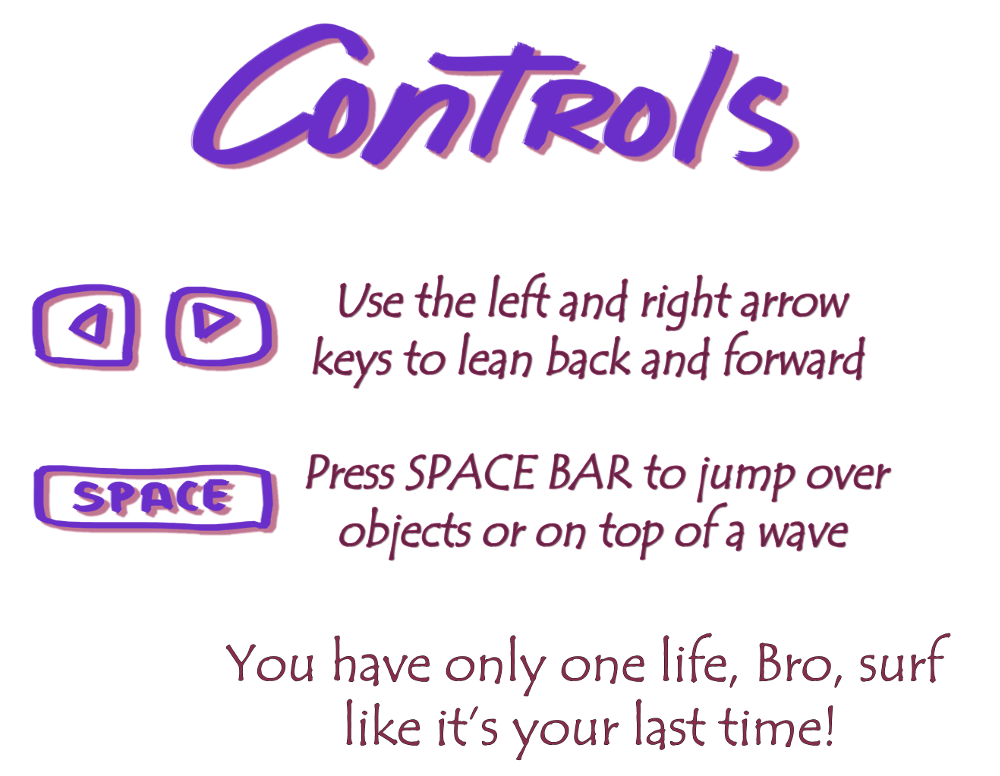 Controls
Use the left and right arrow
keys to lean back and forward
SPACE
Press SPACE BAR to jump over
objects or on top of a wave
You have only one life, Bro, surf
like it's your last time!